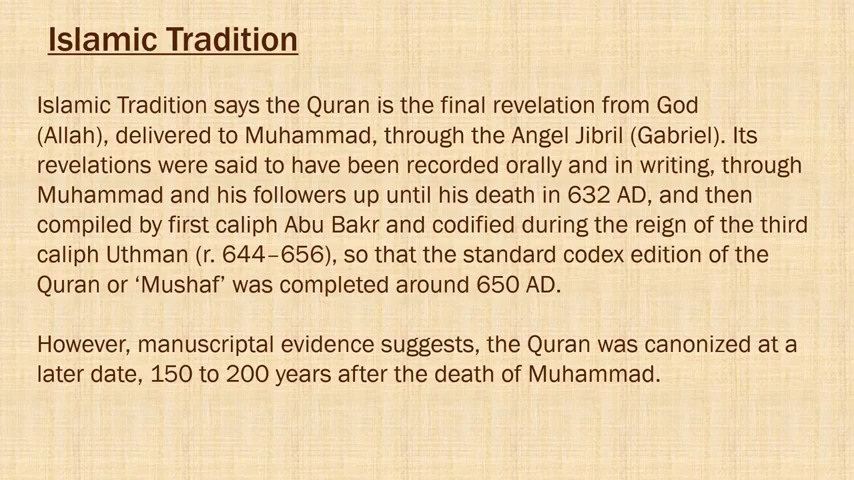 Islamic Tradition
Islamic Tradition says the Quran is the final revelation from God
(Allah), delivered to Muhammad, through the Angel Jibril (Gabriel). Its
revelations were said to have been recorded orally and in writing, through
Muhammad and his followers up until his death in 632 AD, and then
compiled by first caliph Abu Bakr and codified during the reign of the third
caliph Uthman (r. 644–656), so that the standard codex edition of the
Quran or ‘Mushaf’ was completed around 650 AD.
However, manuscriptal evidence suggests, the Quran was canonized at a
later date, 150 to 200 years after the death of Muhammad.